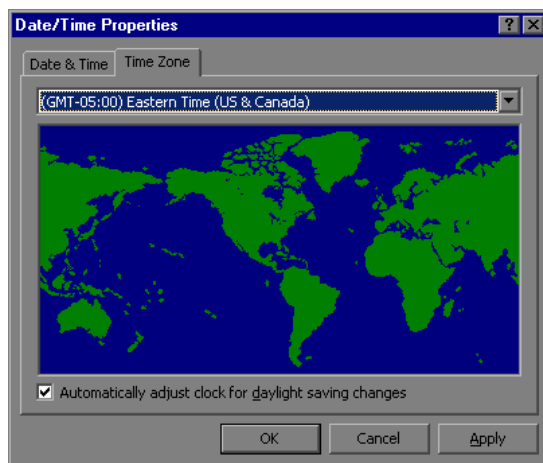 Date/Time Properties
Date & Time Time Zone
(GMT-05:00) Eastern Time (US & Canada)
Automatically adjust clock for daylight saving changes
OK Cancel Apply